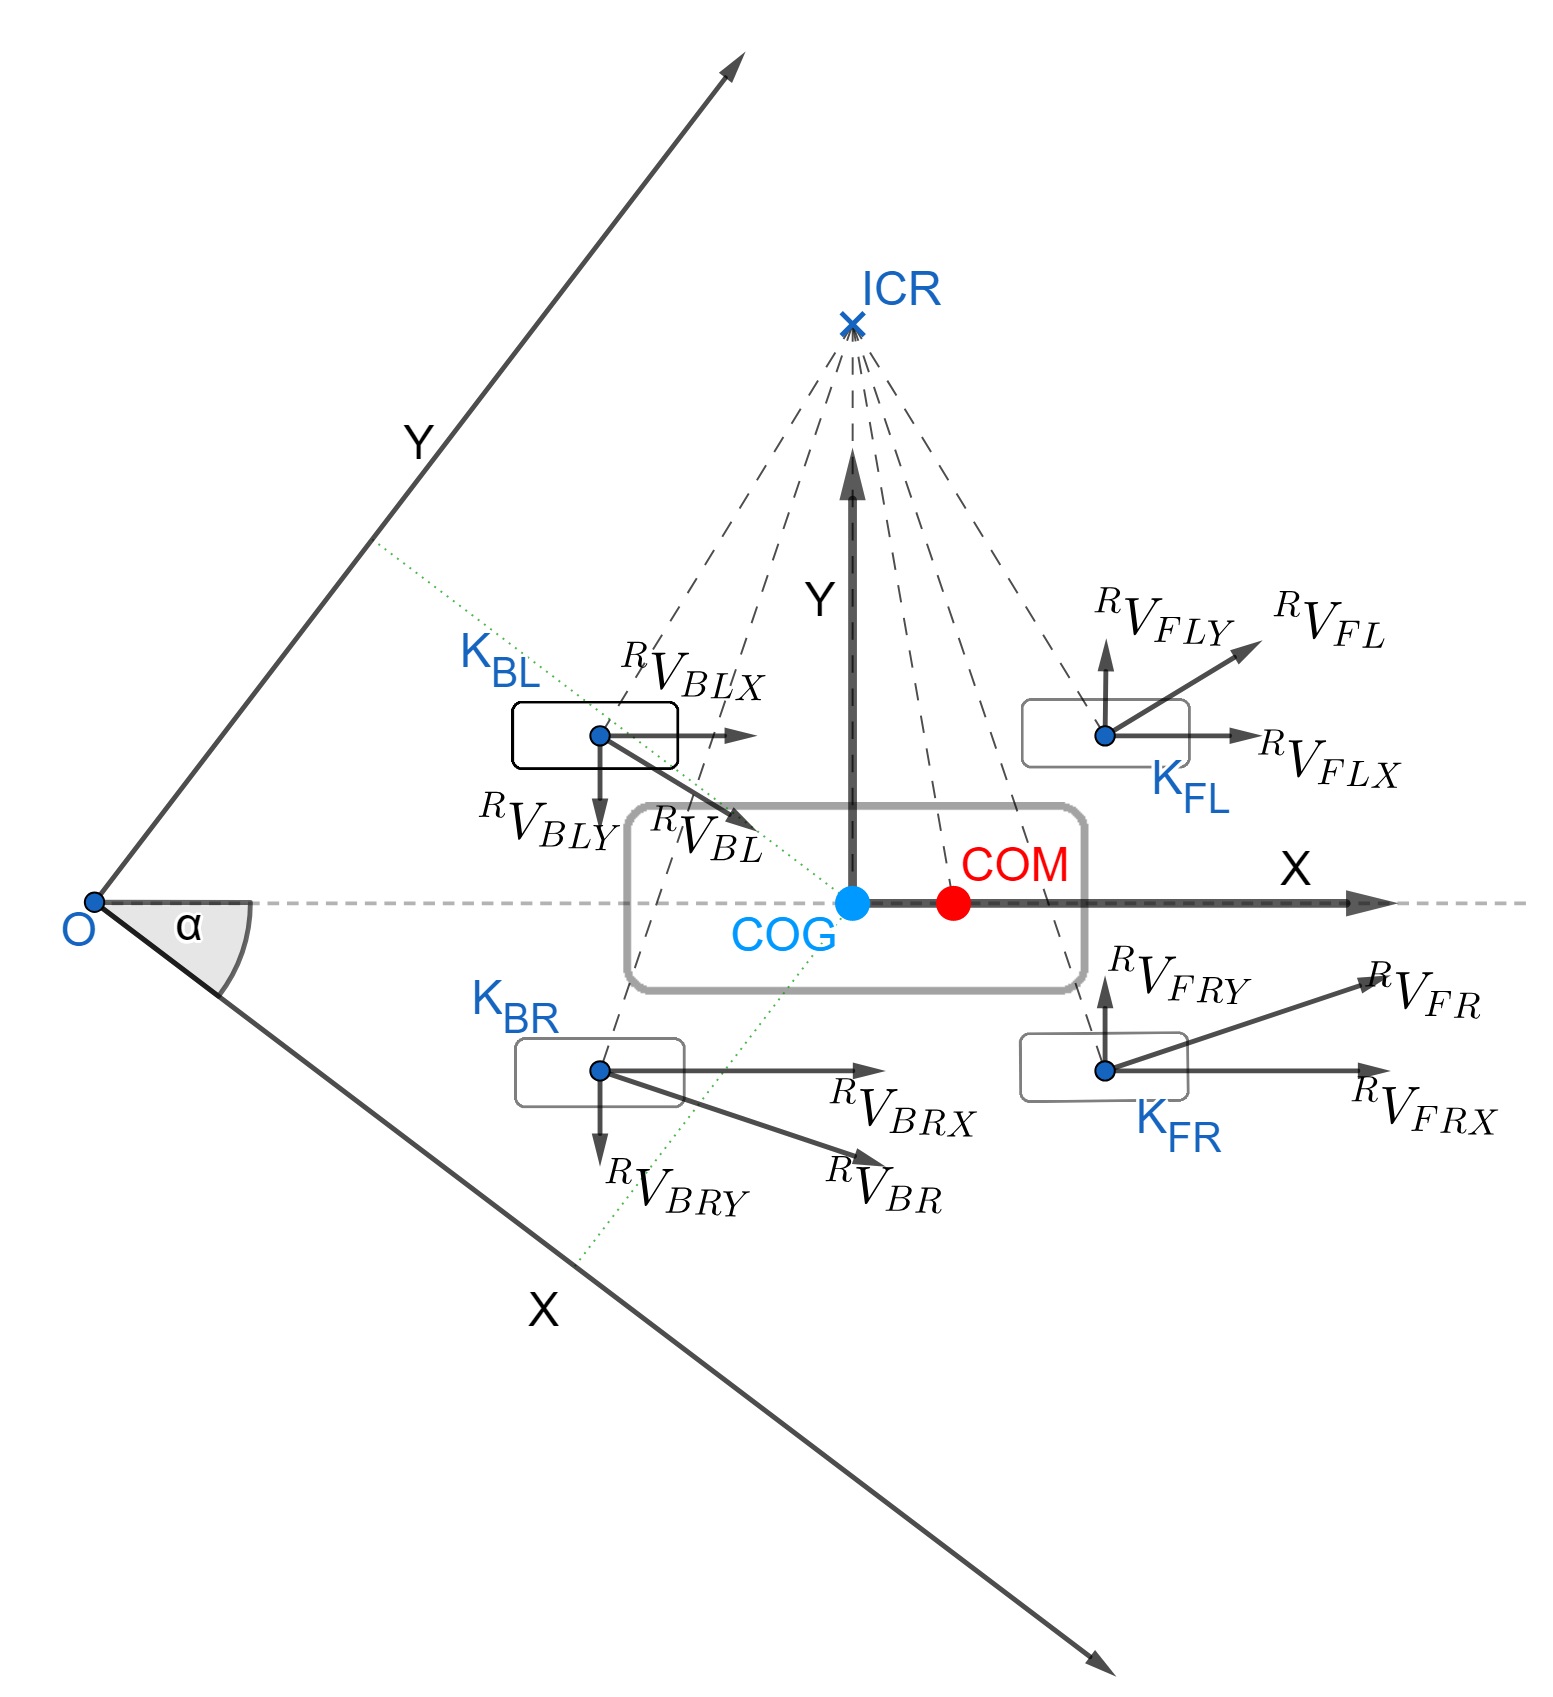 ICR
Y
Y
K_{BL}
^{R}V_{BLX}
^{R}V_{FLY}
^{R}V_{FL}
^{R}V_{FLX}
K_{FL}
^{R}V_{BLY}
^{R}V_{BL}
COM
X
O
α
COG
K_{BR}
^{R}V_{FRY}
^{R}V_{FR}
^{R}V_{BRX}
K_{FR}
^{R}V_{FRX}
^{R}V_{BRY}
^{R}V_{BR}
X